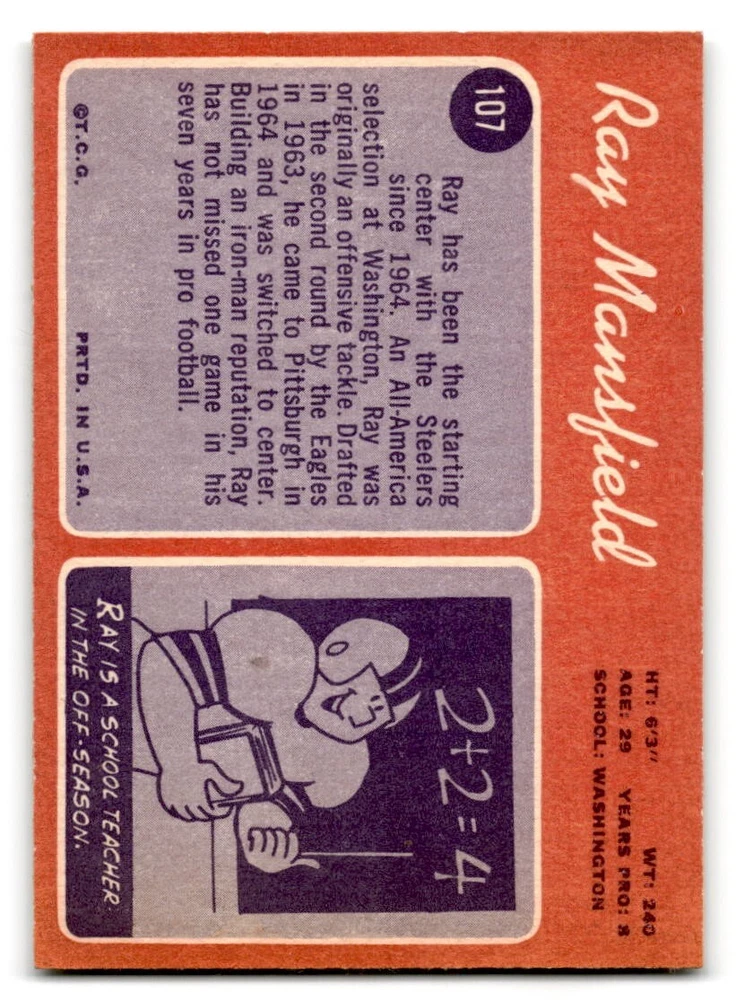 Ray Mansfield
HT: 6'3" WT: 240
AGE: 29 YEARS PRO: 8
SCHOOL: WASHINGTON
107
Ray has been the starting
center with the Steelers
since 1964. An All-America
selection at Washington, Ray was
originally an offensive tackle. Drafted
in the second round by the Eagles
in 1963, he came to Pittsburgh in
1964 and was switched to center.
Building an iron-man reputation, Ray
has not missed one game in his
seven years in pro football.
©T.C.G. PRTD. IN U.S.A.
2+2=4
RAY IS A SCHOOL TEACHER
IN THE OFF-SEASON.